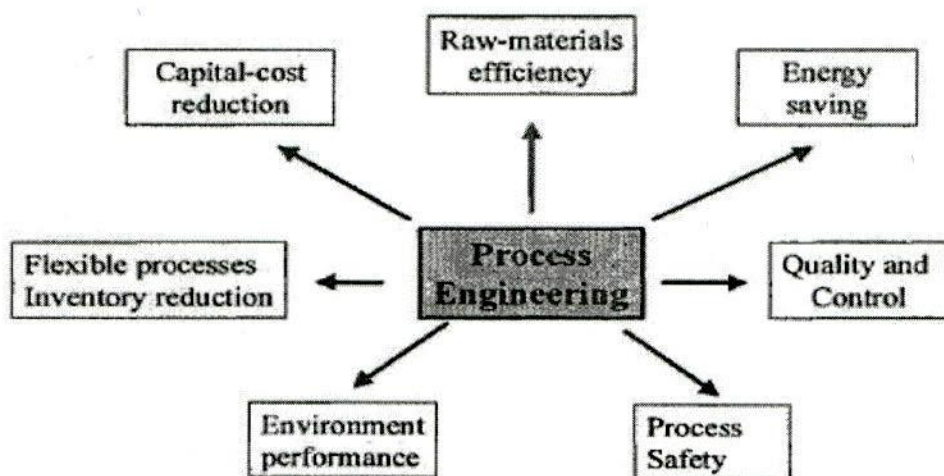 Raw-materials
efficiency
Capital-cost
reduction
Energy
saving
Process
Engineering
Flexible processes
Inventory reduction
Quality and
Control
Environment
performance
Process
Safety